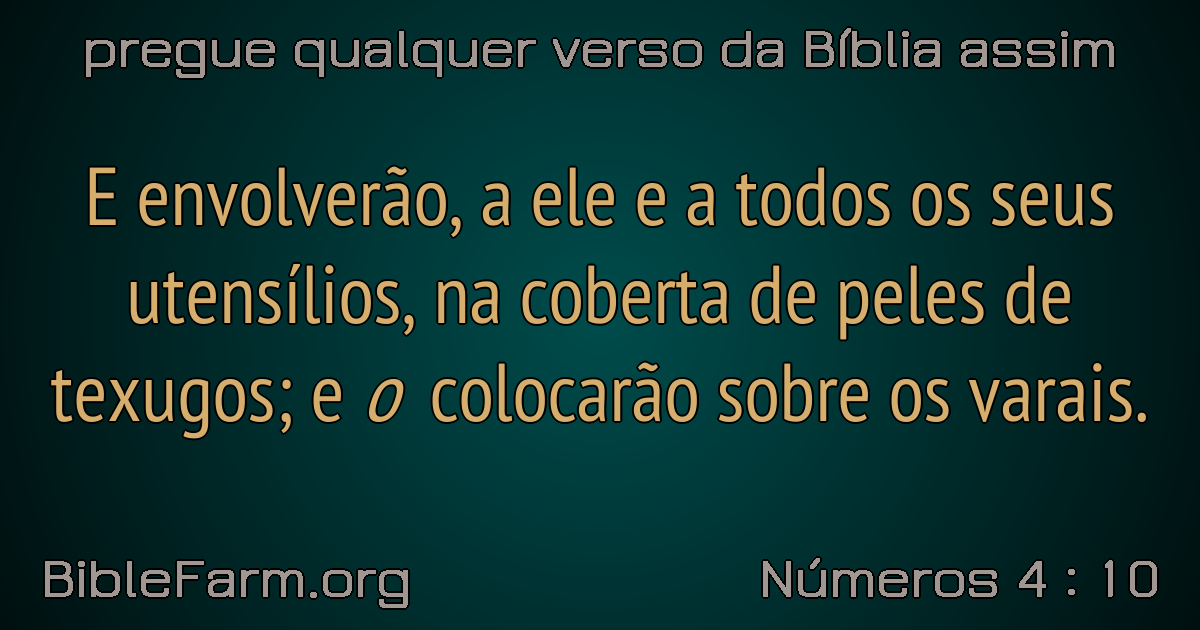 pregue qualquer verso da Bíblia assim
E envolverão, a ele e a todos os seus
utensílios, na coberta de peles de
texugos; e o colocarão sobre os varais.
BibleFarm.org
Números 4 : 10